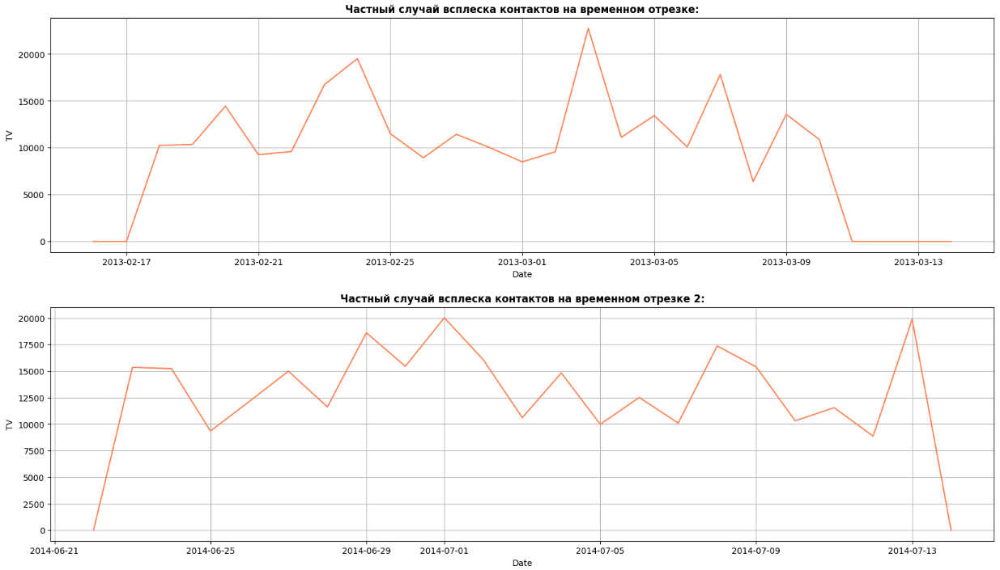 Частный случай всплеска контактов на временном отрезке:
20000
15000
10000
5000
0
TV
2013-02-17 2013-02-21 2013-02-25 2013-03-01 2013-03-05 2013-03-09 2013-03-13
Date
Частный случай всплеска контактов на временном отрезке 2:
20000
17500
15000
12500
10000
7500
5000
2500
0
TV
2014-06-21 2014-06-25 2014-06-29 2014-07-01 2014-07-05 2014-07-09 2014-07-13
Date